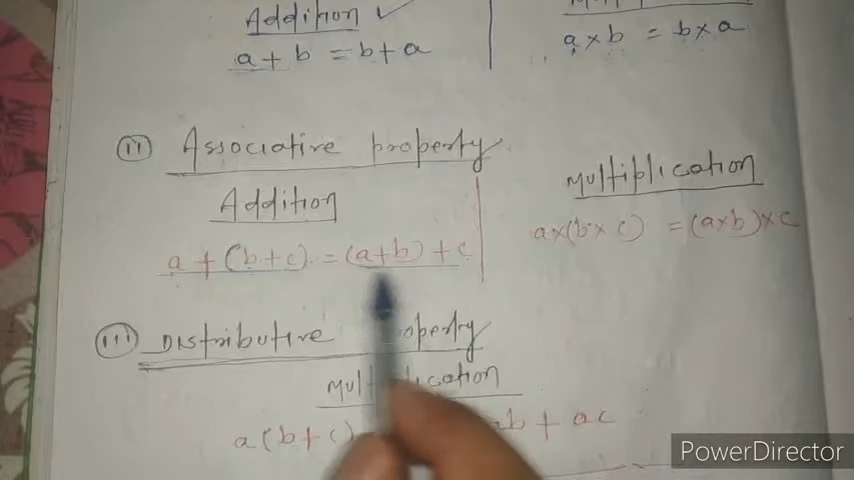 Addition ✓
a + b = b + a
a × b = b × a
(ii) Associative property
Addition
a + (b + c) = (a + b) + c
Multiplication
a × (b × c) = (a × b) × c
(iii) Distributive property
Multiplication
a(b + c) ab + ac
PowerDirector